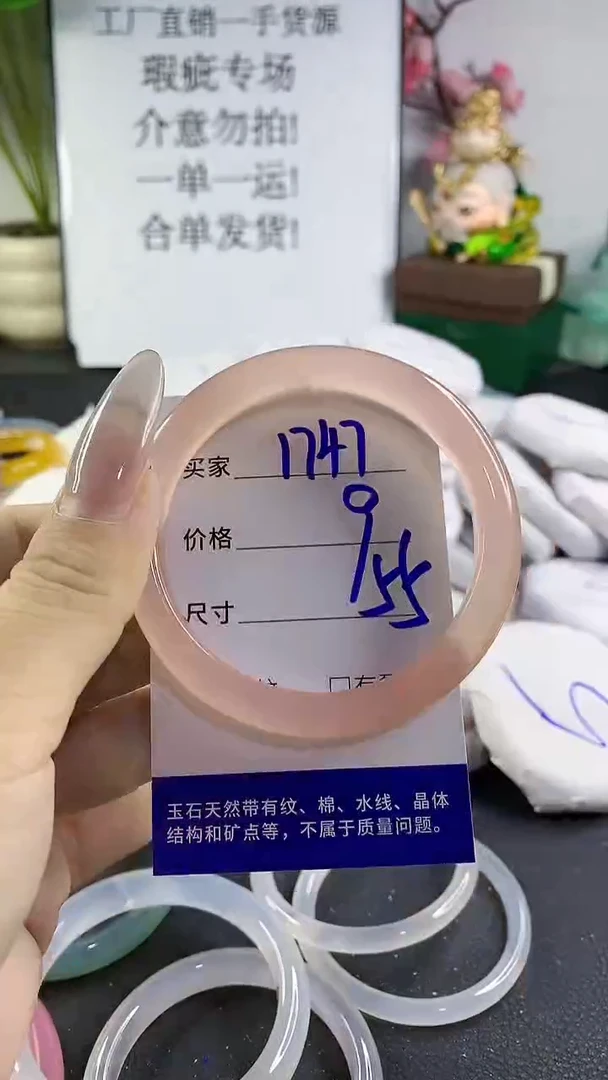 工厂直销一手货源
瑕疵专场
介意勿拍!
一单一运!
合单发货!
买家 1747
价格 9
尺寸 55
玉石天然带有纹、棉、水线、晶体
结构和矿点等，不属于质量问题。